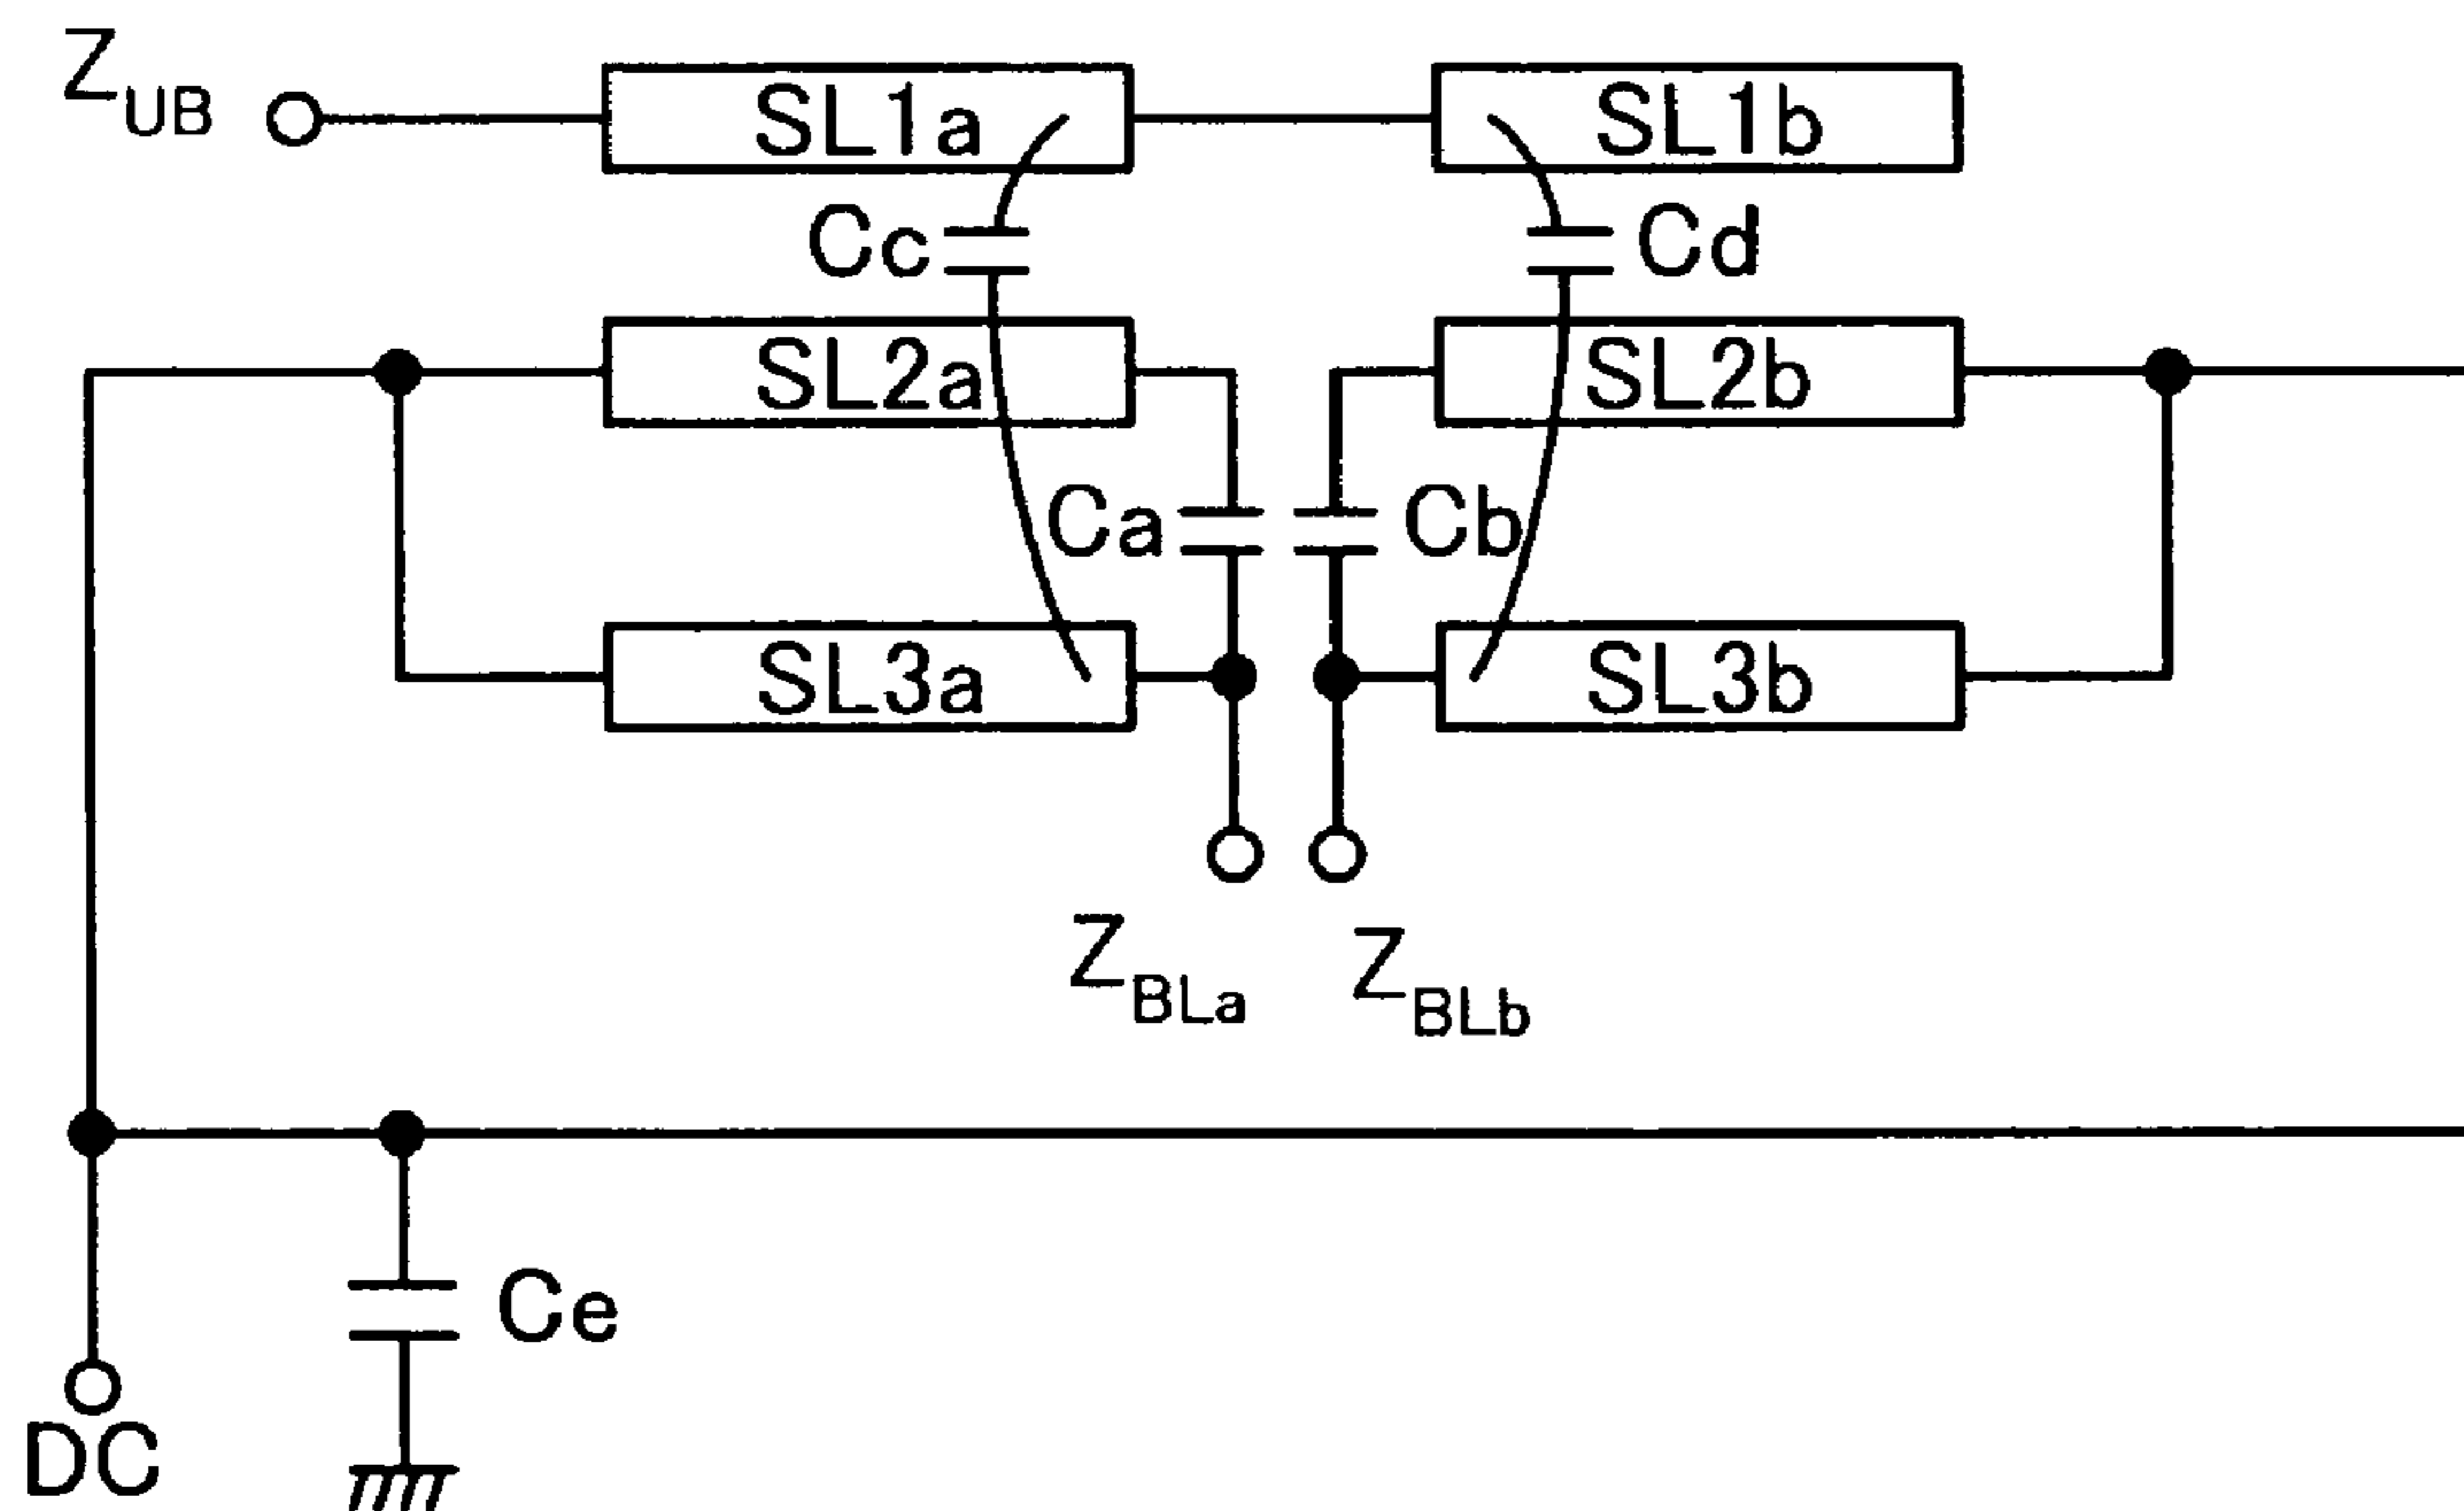 Z_UB
SL1a
SL1b
Cc
Cd
SL2a
SL2b
Ca
Cb
SL3a
SL3b
Z_BLa
Z_BLb
Ce
DC